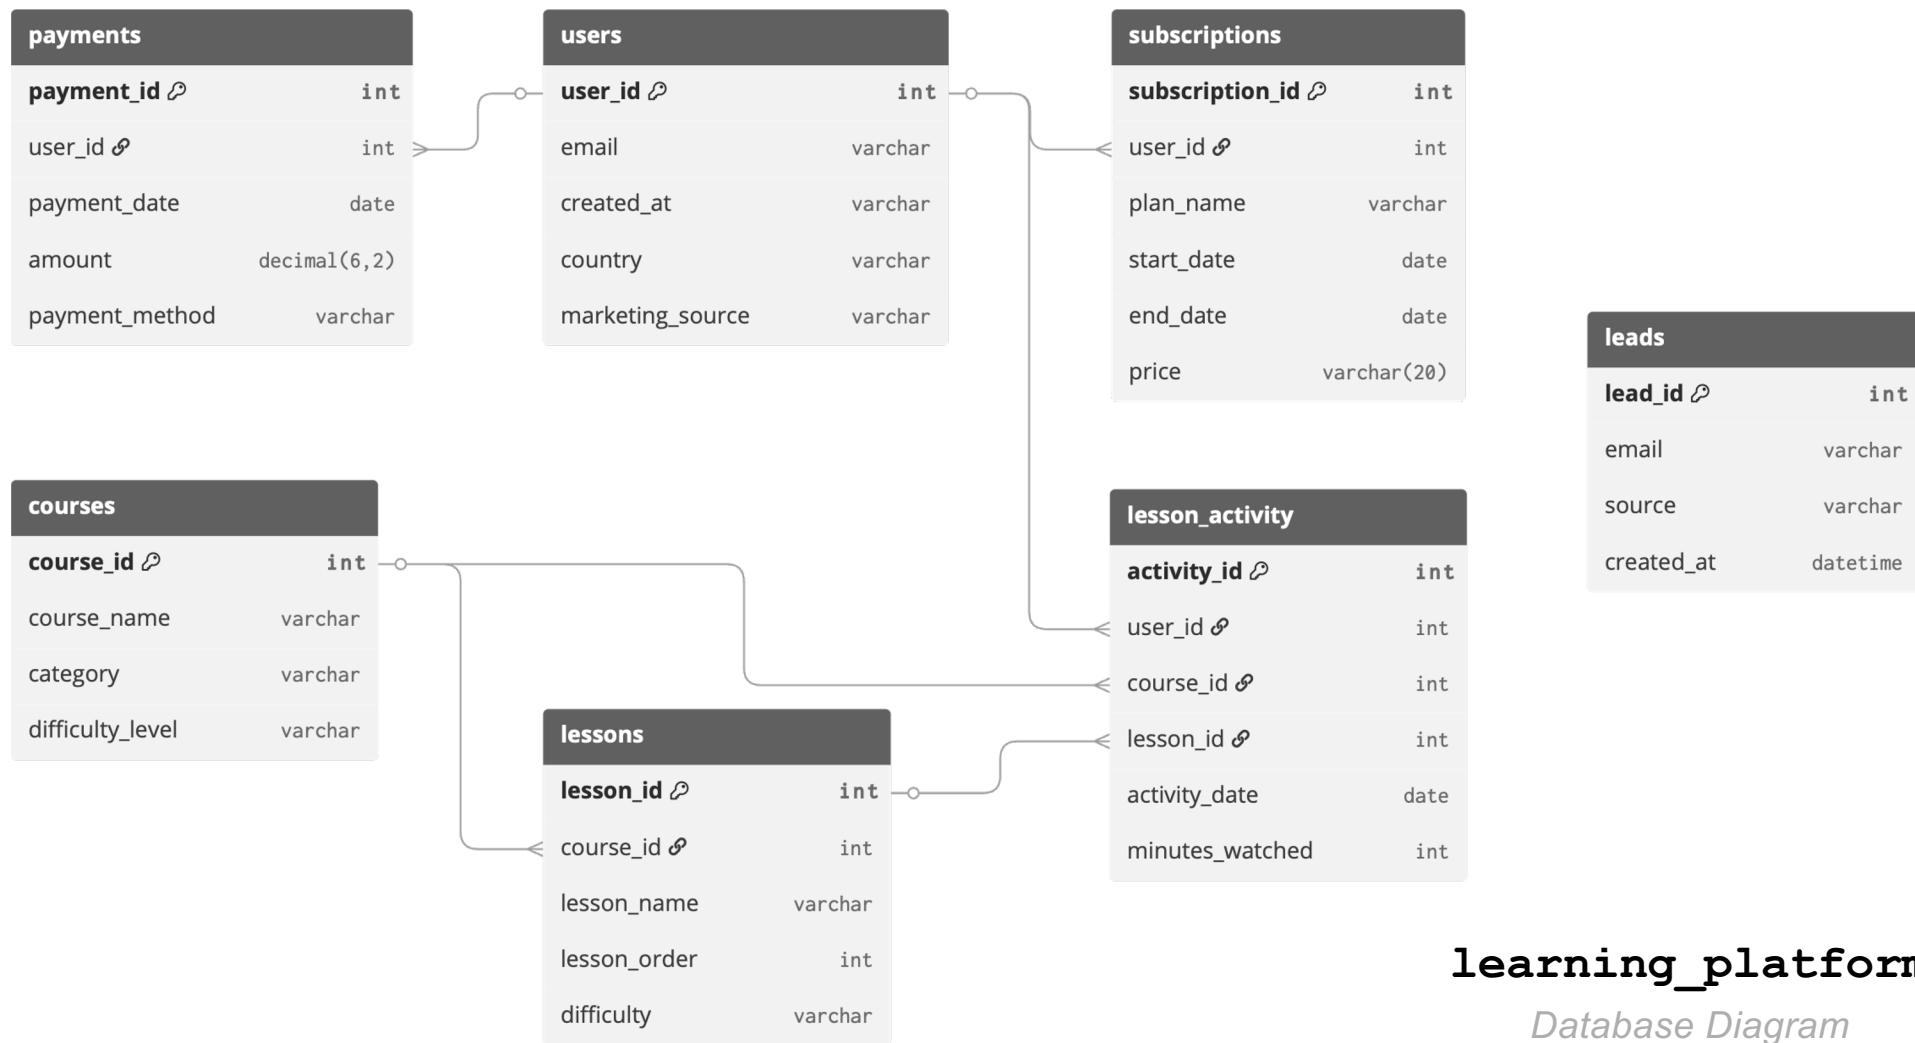 payments
payment_id int
user_id int
payment_date date
amount decimal(6,2)
payment_method varchar
users
user_id int
email varchar
created_at varchar
country varchar
marketing_source varchar
subscriptions
subscription_id int
user_id int
plan_name varchar
start_date date
end_date date
price varchar(20)
leads
lead_id int
email varchar
source varchar
created_at datetime
courses
course_id int
course_name varchar
category varchar
difficulty_level varchar
lessons
lesson_id int
course_id int
lesson_name varchar
lesson_order int
difficulty varchar
lesson_activity
activity_id int
user_id int
course_id int
lesson_id int
activity_date date
minutes_watched int
learning_platform
Database Diagram